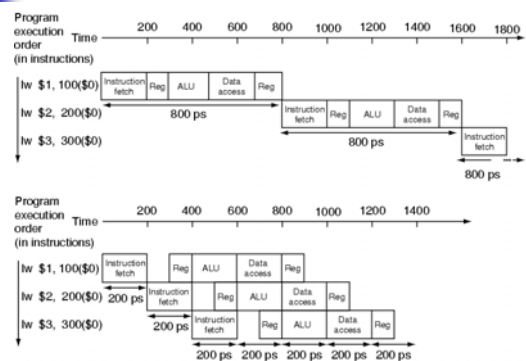 Program
execution
order
(in instructions)
Time
200 400 600 800 1000 1200 1400 1600 1800
lw $1, 100($0) Instruction fetch Reg ALU Data access Reg
800 ps
lw $2, 200($0) Instruction fetch Reg ALU Data access Reg
800 ps
lw $3, 300($0) Instruction fetch
800 ps
Program
execution
order
(in instructions)
Time
200 400 600 800 1000 1200 1400
lw $1, 100($0) Instruction fetch Reg ALU Data access Reg
200 ps
lw $2, 200($0) Instruction fetch Reg ALU Data access Reg
200 ps
lw $3, 300($0) Instruction fetch Reg ALU Data access Reg
200 ps 200 ps 200 ps 200 ps 200 ps